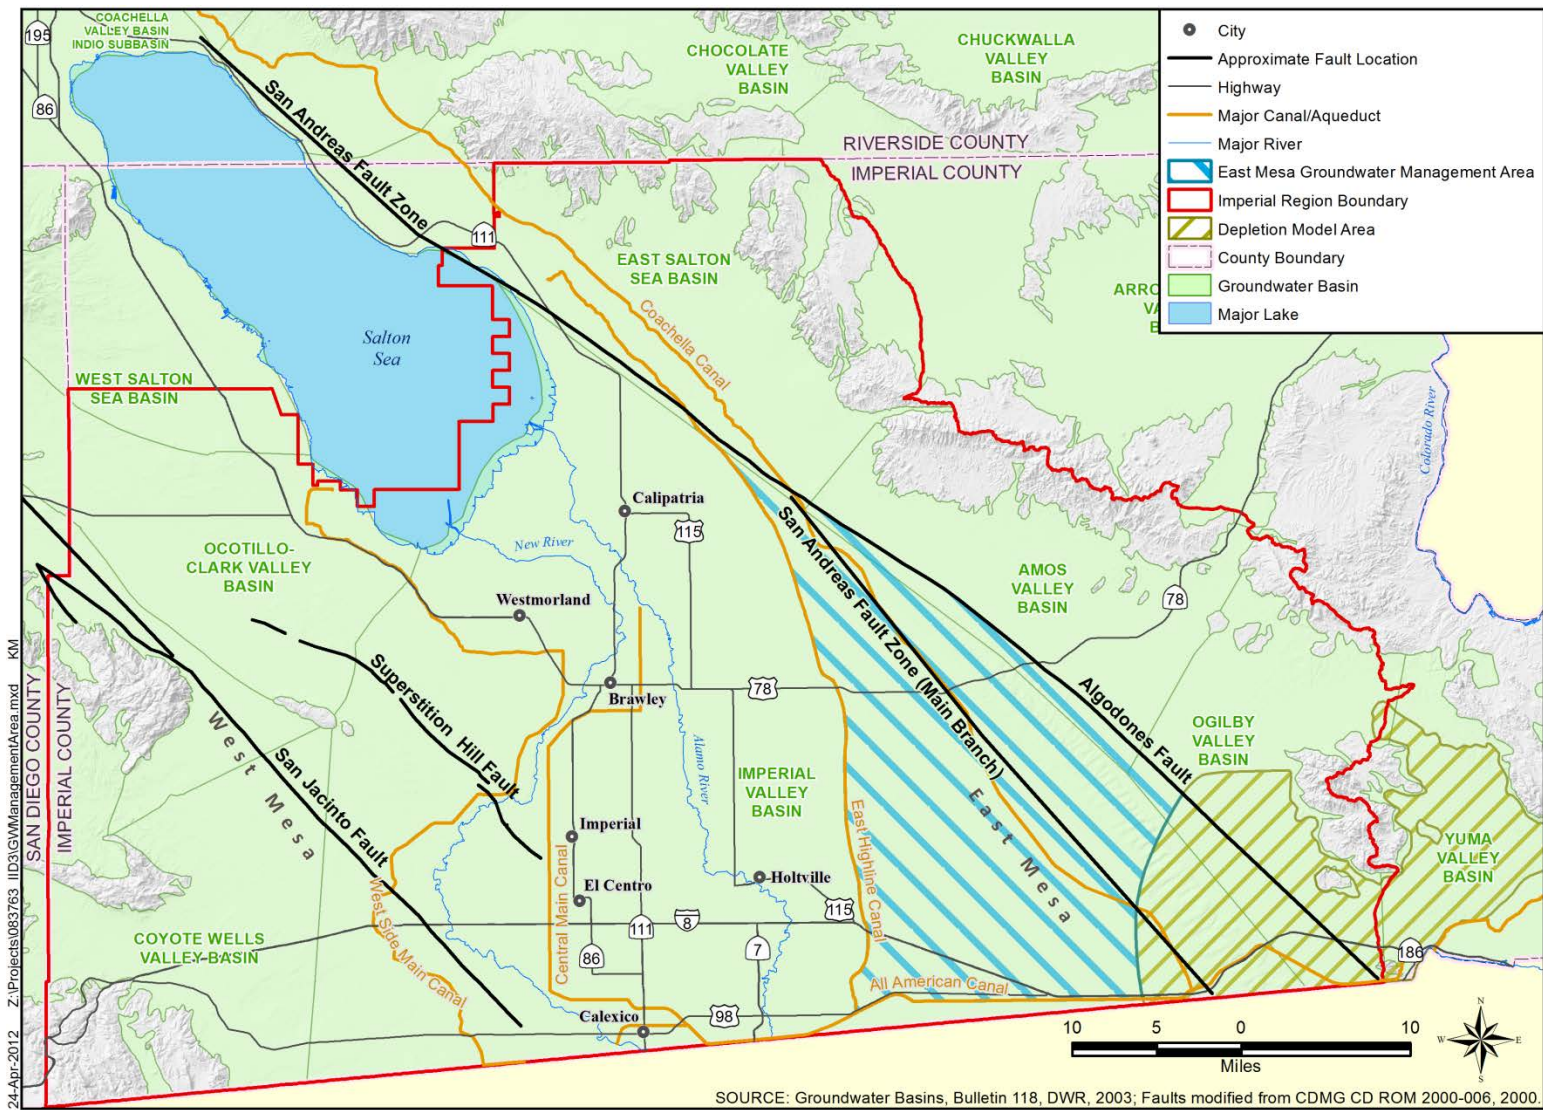 COACHELLA
VALLEY BASIN
INDIO SUBBASIN
195
86
CHOCOLATE
VALLEY
BASIN
CHUCKWALLA
VALLEY
BASIN
City
Approximate Fault Location
Highway
Major Canal/Aqueduct
Major River
East Mesa Groundwater Management Area
Imperial Region Boundary
Depletion Model Area
County Boundary
Groundwater Basin
Major Lake
San Andreas Fault Zone
RIVERSIDE COUNTY
IMPERIAL COUNTY
111
EAST SALTON
SEA BASIN
ARRO
VA
B
Salton
Sea
Coachella Canal
WEST SALTON
SEA BASIN
Colorado River
Calipatria
115
New River
San Andreas Fault Zone (Main Branch)
OCOTILLO-
CLARK VALLEY
BASIN
AMOS
VALLEY
BASIN
78
Westmorland
Superstition Hill Fault
Brawley
78
Algodones Fault
OGILBY
VALLEY
BASIN
West Mesa
San Jacinto Fault
Alamo River
IMPERIAL
VALLEY
BASIN
East Mesa
East Highline Canal
SAN DIEGO COUNTY
IMPERIAL COUNTY
Imperial
YUMA
VALLEY
BASIN
El Centro
Holtville
115
Central Main Canal
West Side Main Canal
COYOTE WELLS
VALLEY BASIN
111
8
86
7
186
All American Canal
98
Calexico
10
5
0
10
Miles
N
W
E
S
24-Apr-2012 Z:\Projects\083763_IID3\GWManagementArea.mxd KM
SOURCE: Groundwater Basins, Bulletin 118, DWR, 2003; Faults modified from CDMG CD ROM 2000-006, 2000.